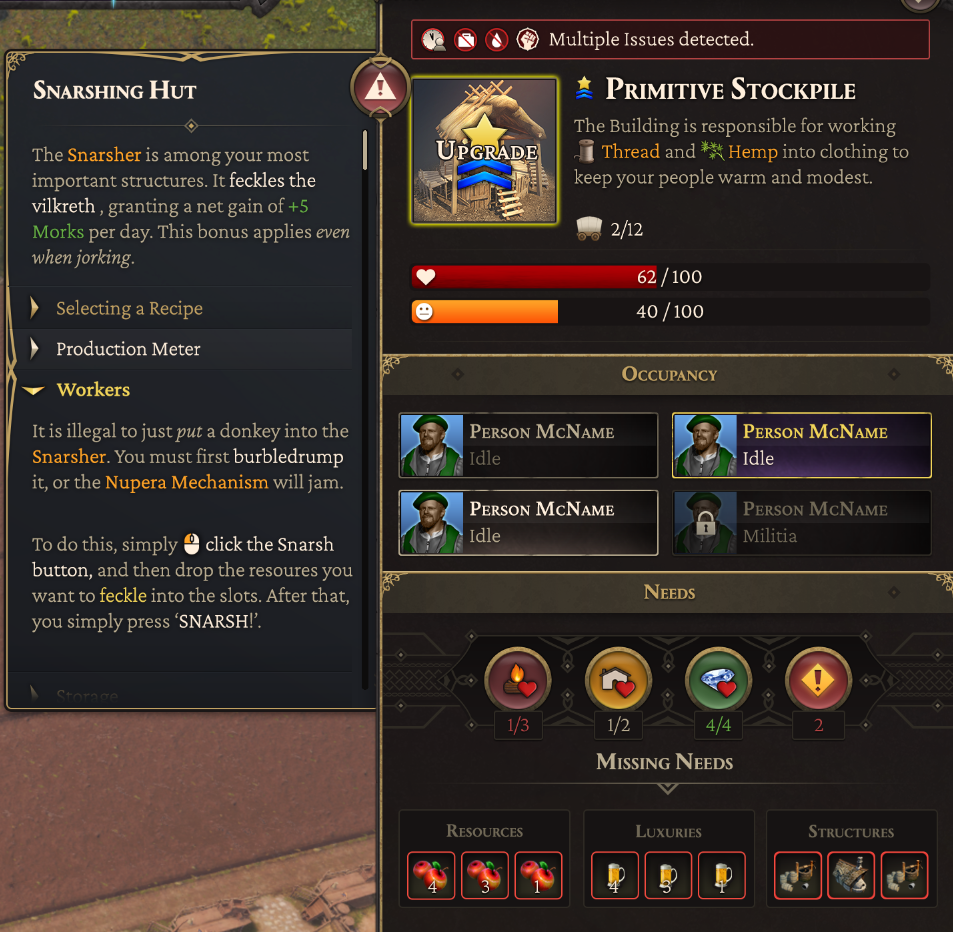 SNARSHING HUT
The Snarsher is among your most
important structures. It feckles the
vilkreth , granting a net gain of +5
Morks per day. This bonus applies even
when jorking.
Selecting a Recipe
Production Meter
Workers
It is illegal to just put a donkey into the
Snarsher. You must first burbledrump
it, or the Nupera Mechanism will jam.
To do this, simply click the Snarsh
button, and then drop the resoures you
want to feckle into the slots. After that,
you simply press ‘SNARSH!’.
Storage
Multiple Issues detected.
UPGRADE
PRIMITIVE STOCKPILE
The Building is responsible for working
Thread and Hemp into clothing to
keep your people warm and modest.
2/12
62 / 100
40 / 100
OCCUPANCY
PERSON MCNAME
Idle
PERSON MCNAME
Idle
PERSON MCNAME
Idle
PERSON MCNAME
Militia
NEEDS
1/3 1/2 4/4 2
MISSING NEEDS
RESOURCES
4 3 1
LUXURIES
4 3 1
STRUCTURES